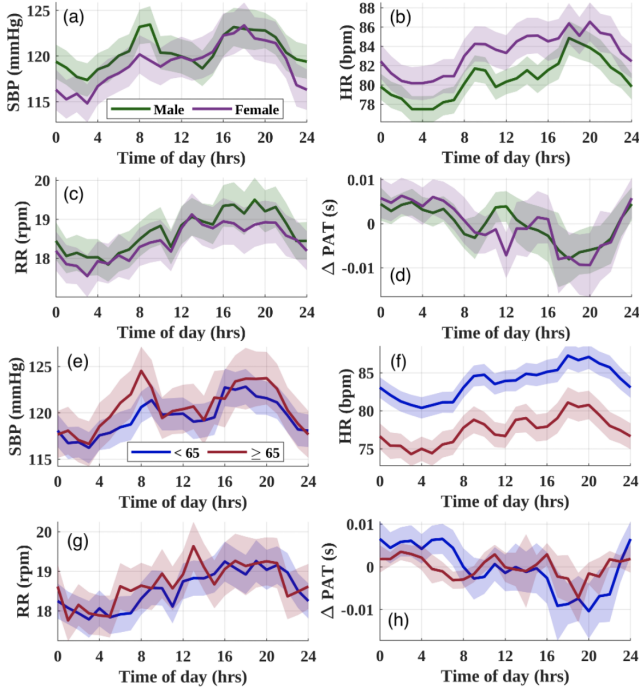 (a)
SBP (mmHg)
125
120
115
Male Female
0 4 8 12 16 20 24
Time of day (hrs)
(b)
HR (bpm)
88
86
84
82
80
78
0 4 8 12 16 20 24
Time of day (hrs)
(c)
RR (rpm)
20
19
18
0 4 8 12 16 20 24
Time of day (hrs)
(d)
Δ PAT (s)
0.01
0
-0.01
0 4 8 12 16 20 24
Time of day (hrs)
(e)
SBP (mmHg)
125
120
115
< 65 ≥ 65
0 4 8 12 16 20 24
Time of day (hrs)
(f)
HR (bpm)
85
80
75
0 4 8 12 16 20 24
Time of day (hrs)
(g)
RR (rpm)
20
19
18
0 4 8 12 16 20 24
Time of day (hrs)
(h)
Δ PAT (s)
0.01
0
-0.01
0 4 8 12 16 20 24
Time of day (hrs)